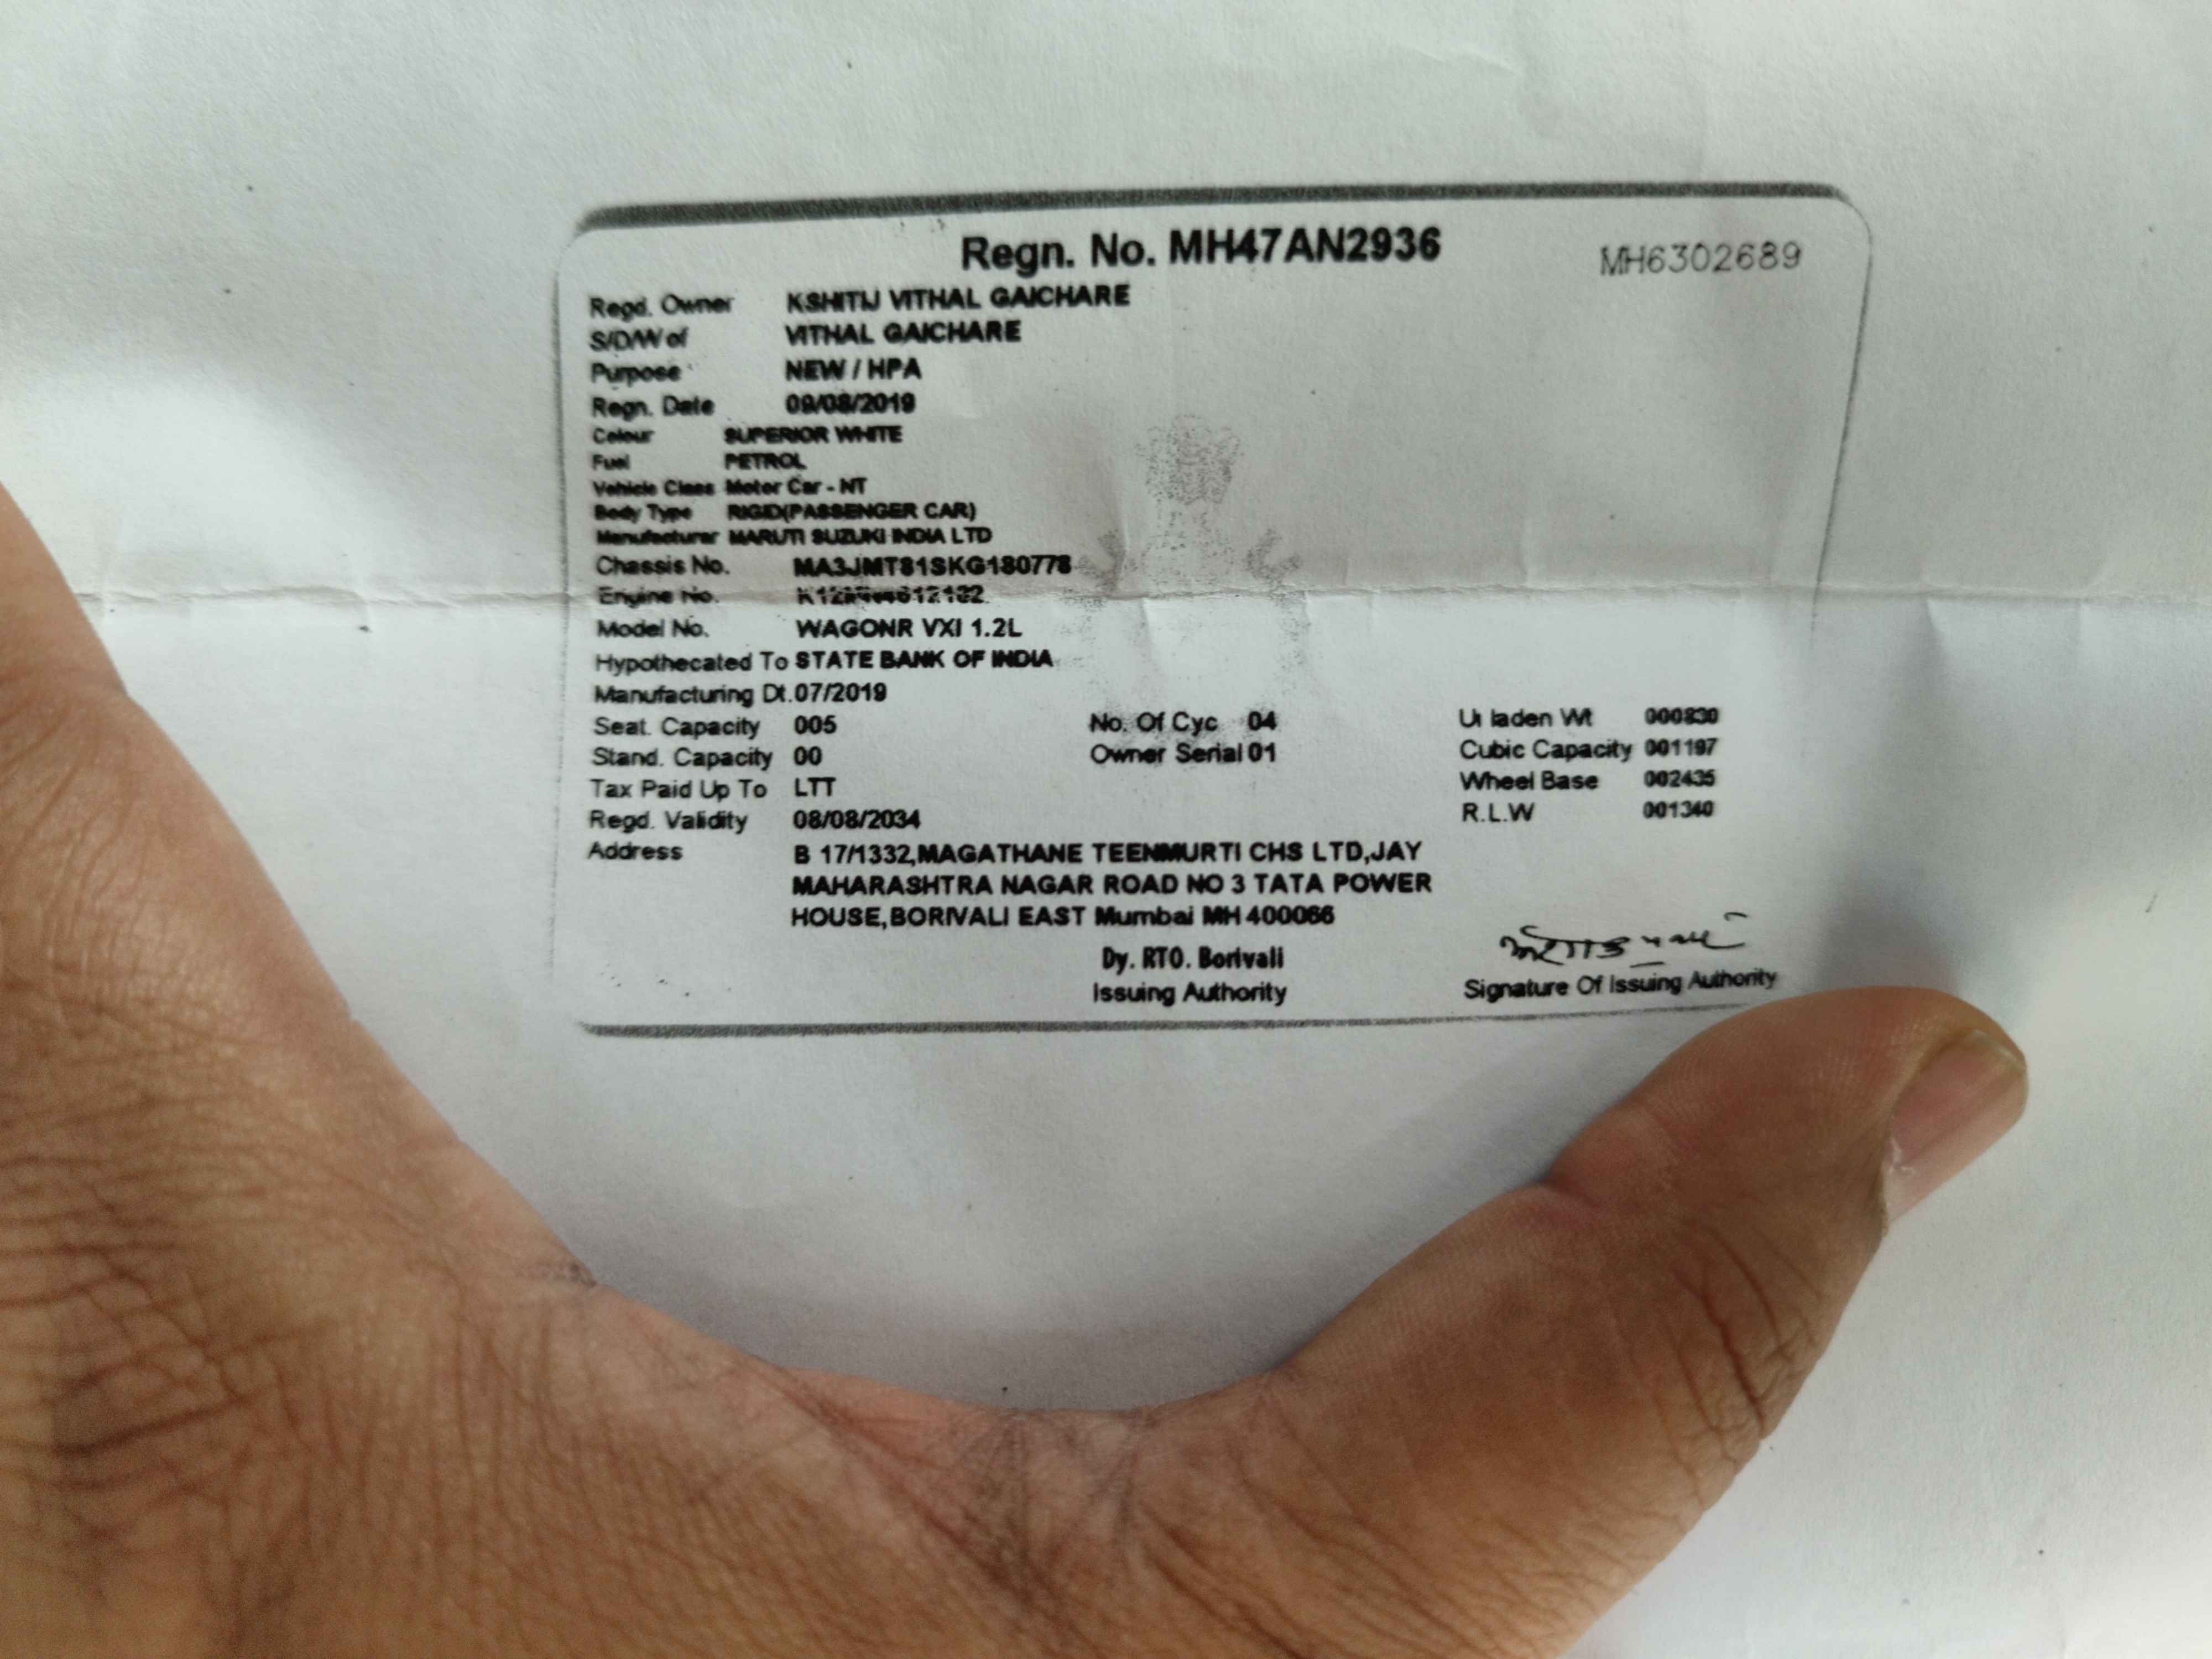 Regn. No. MH47AN2936 MH6302689
Regd. Owner KSHITIJ VITHAL GAICHARE
S/D/W of VITHAL GAICHARE
Purpose NEW / HPA
Regn. Date 09/08/2019
Colour SUPERIOR WHITE
Fuel PETROL
Vehicle Class Motor Car - NT
Body Type RIGID(PASSENGER CAR)
Manufacturer MARUTI SUZUKI INDIA LTD
Chassis No. MA3JMT81SKG180778
Engine No.
Model No. WAGONR VXI 1.2L
Hypothecated To STATE BANK OF INDIA
Manufacturing Dt. 07/2019
Seat. Capacity 005 No. Of Cyc 04 Un laden Wt 000830
Stand. Capacity 00 Owner Serial 01 Cubic Capacity 001197
Tax Paid Up To LTT Wheel Base 002435
Regd. Validity 08/08/2034 R.L.W 001340
Address B 17/1332,MAGATHANE TEENMURTI CHS LTD,JAY
MAHARASHTRA NAGAR ROAD NO 3 TATA POWER
HOUSE,BORIVALI EAST Mumbai MH 400066
Dy. RTO. Borivali
Issuing Authority Signature Of Issuing Authority